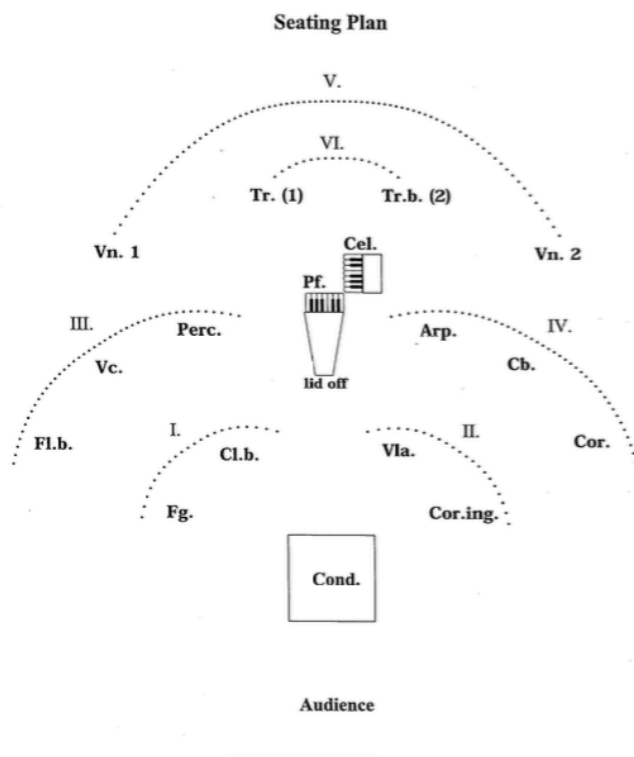 Seating Plan
V.
VI.
Tr. (1) Tr.b. (2)
Vn. 1 Cel. Vn. 2
Pf.
III. Perc. Arp. IV.
Vc. Cb.
lid off
Fl.b. I. Cl.b. Vla. II. Cor.
Fg. Cor.ing.
Cond.
Audience